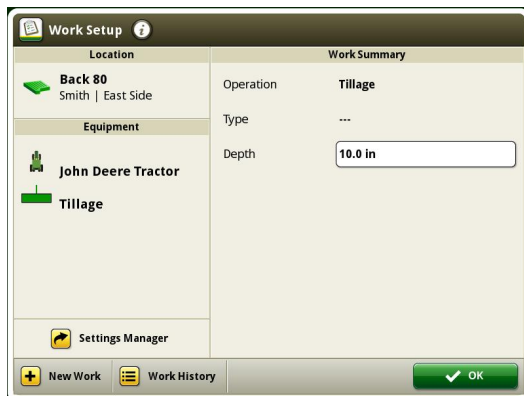 Work Setup i
Location
Back 80
Smith | East Side
Equipment
John Deere Tractor
Tillage
Settings Manager
Work Summary
Operation Tillage
Type ---
Depth 10.0 in
New Work
Work History
OK